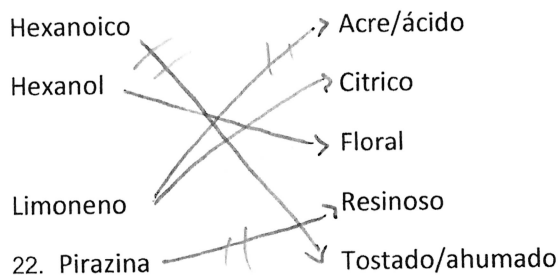 Hexanoico
Hexanol
Limoneno
22. Pirazina
Acre/ácido
Citrico
Floral
Resinoso
Tostado/ahumado